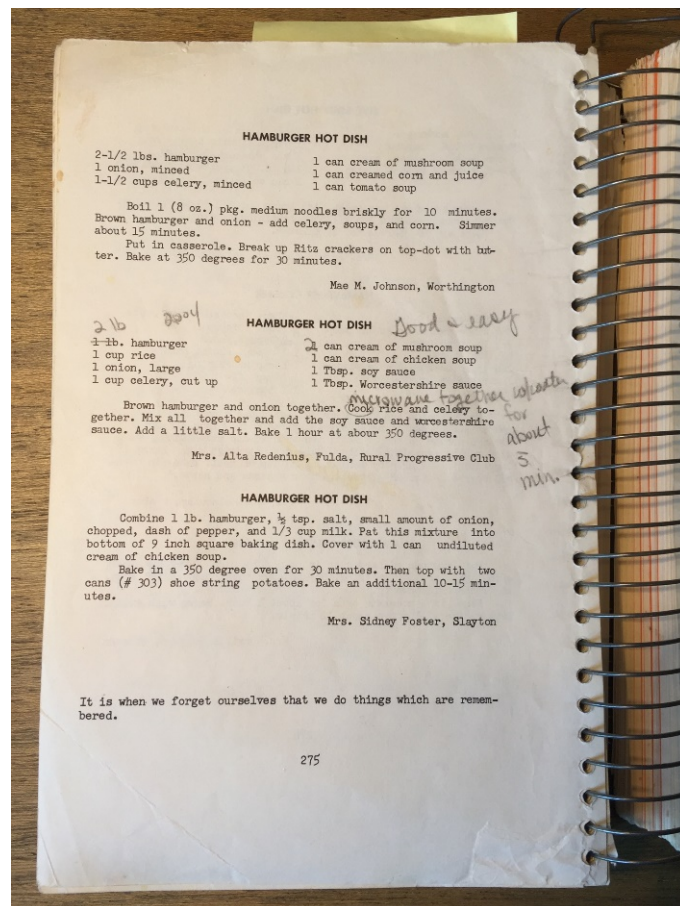 HAMBURGER HOT DISH
2-1/2 lbs. hamburger 1 can cream of mushroom soup
1 onion, minced 1 can creamed corn and juice
1-1/2 cups celery, minced 1 can tomato soup
Boil 1 (8 oz.) pkg. medium noodles briskly for 10 minutes.
Brown hamburger and onion - add celery, soups, and corn. Simmer
about 15 minutes.
Put in casserole. Break up Ritz crackers on top-dot with but-
ter. Bake at 350 degrees for 30 minutes.
Mae M. Johnson, Worthington
2 lb 2004
HAMBURGER HOT DISH Good & easy
1 lb. hamburger 2 can cream of mushroom soup
1 cup rice 1 can cream of chicken soup
1 onion, large 1 Tbsp. soy sauce
1 cup celery, cut up 1 Tbsp. Worcestershire sauce
microwave together w/water
for
about
5
min.
Brown hamburger and onion together. Cook rice and celery to-
gether. Mix all together and add the soy sauce and worcestershire
sauce. Add a little salt. Bake 1 hour at abour 350 degrees.
Mrs. Alta Redenius, Fulda, Rural Progressive Club
HAMBURGER HOT DISH
Combine 1 lb. hamburger, ½ tsp. salt, small amount of onion,
chopped, dash of pepper, and 1/3 cup milk. Pat this mixture into
bottom of 9 inch square baking dish. Cover with 1 can undiluted
cream of chicken soup.
Bake in a 350 degree oven for 30 minutes. Then top with two
cans (# 303) shoe string potatoes. Bake an additional 10-15 min-
utes.
Mrs. Sidney Foster, Slayton
It is when we forget ourselves that we do things which are remem-
bered.
275